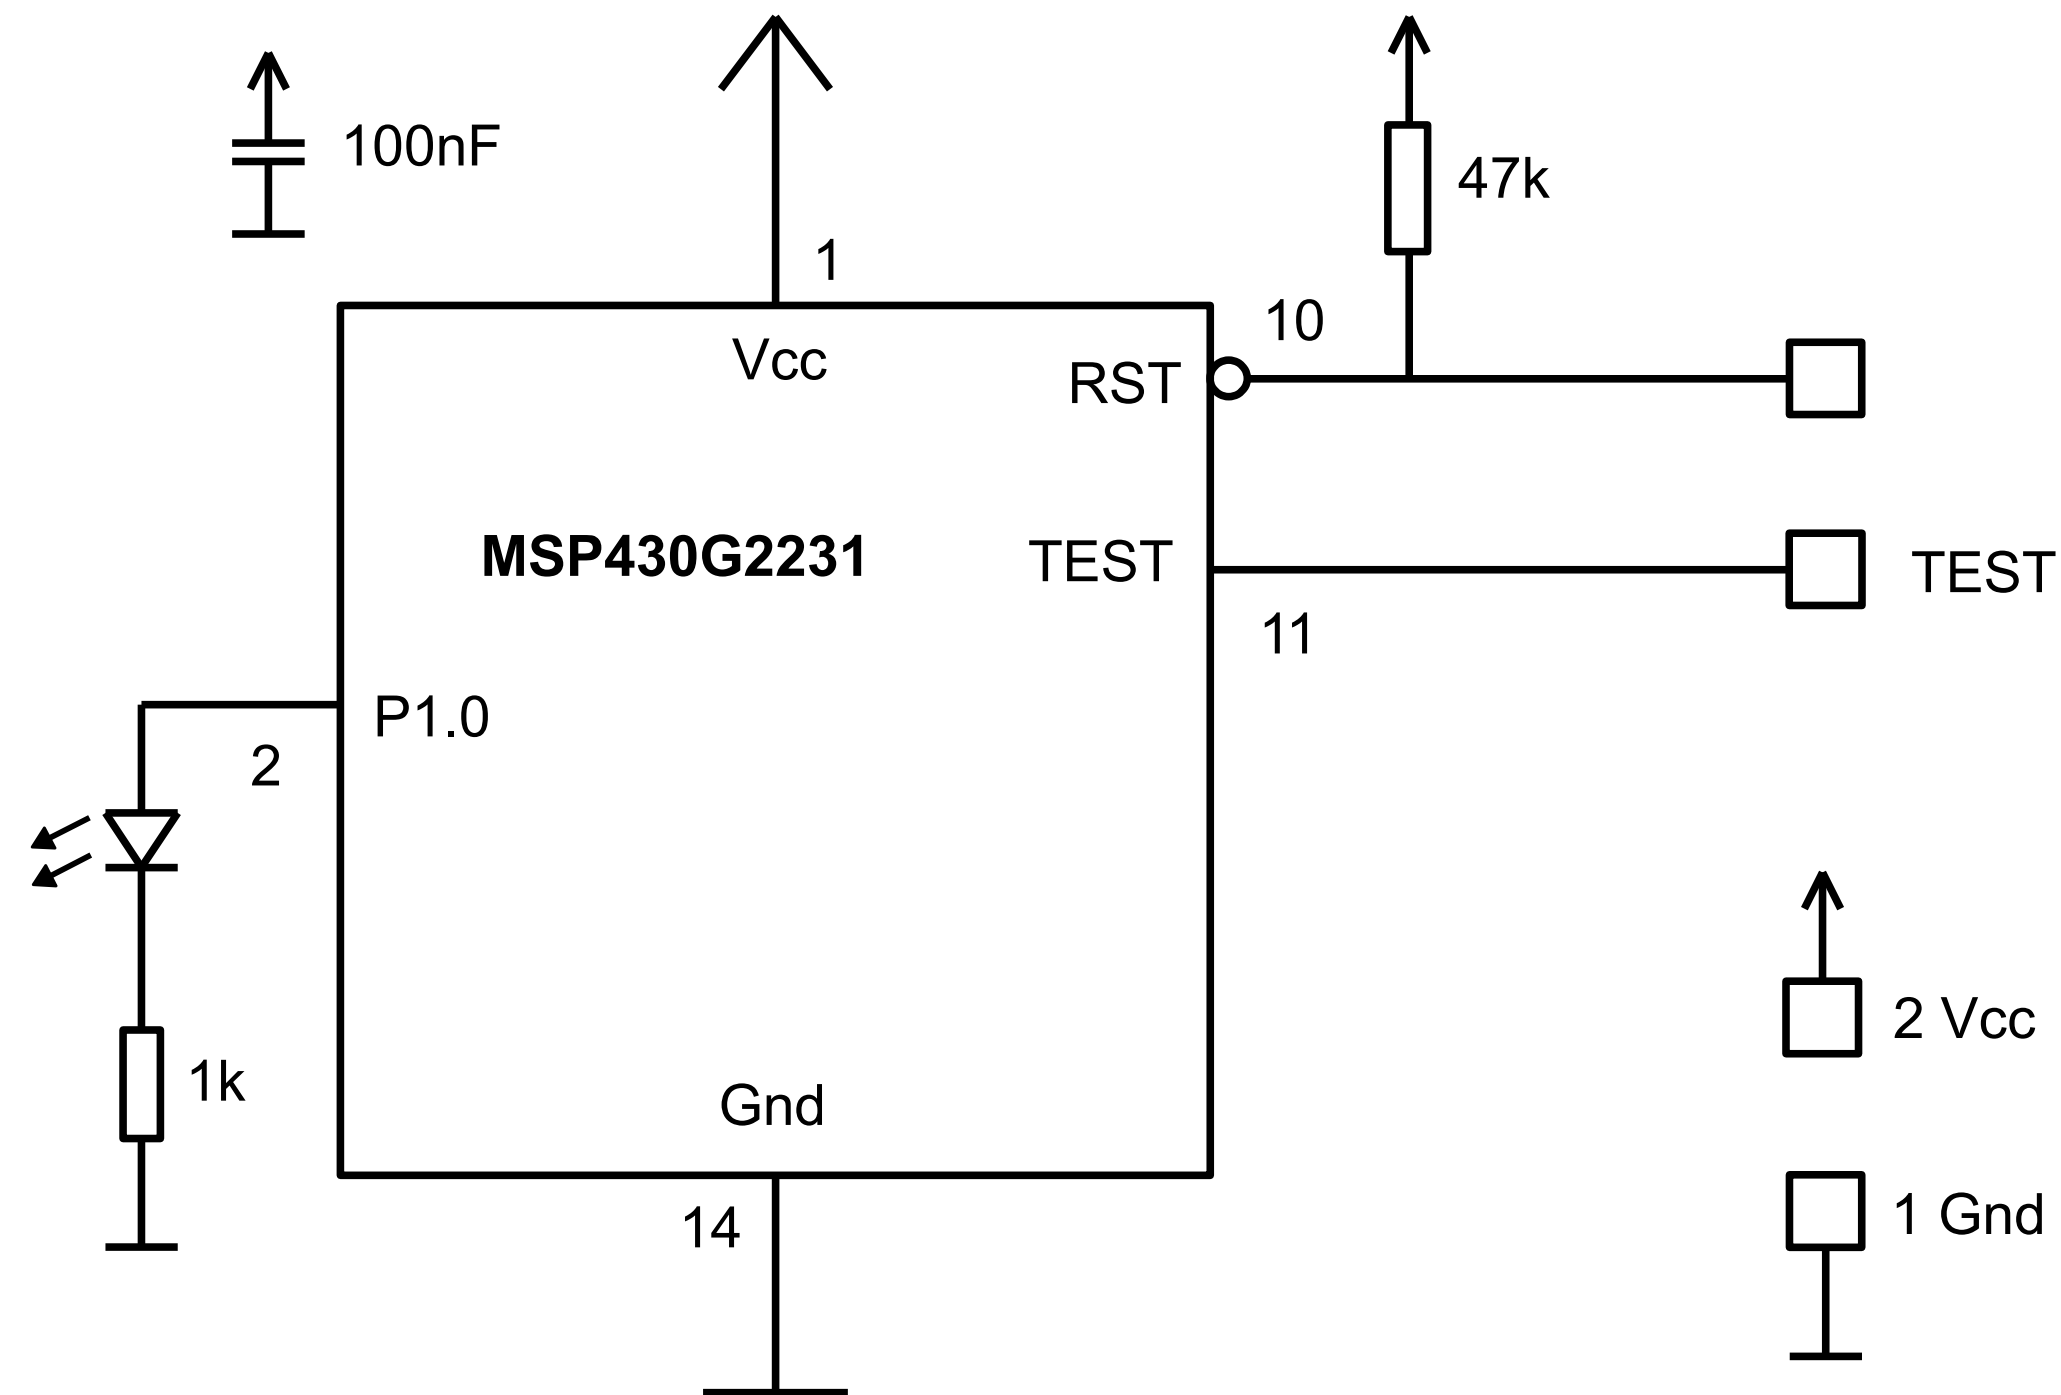 100nF
47k
1
10
Vcc
RST
MSP430G2231
TEST
TEST
11
P1.0
2
2 Vcc
1k
Gnd
14
1 Gnd